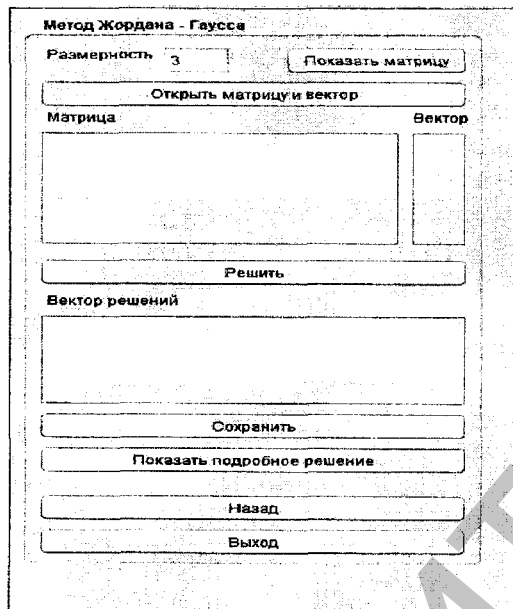 Метод Жордана - Гаусса
Размерность 3 Показать матрицу
Открыть матрицу и вектор
Матрица Вектор
Решить
Вектор решений
Сохранить
Показать подробное решение
Назад
Выход